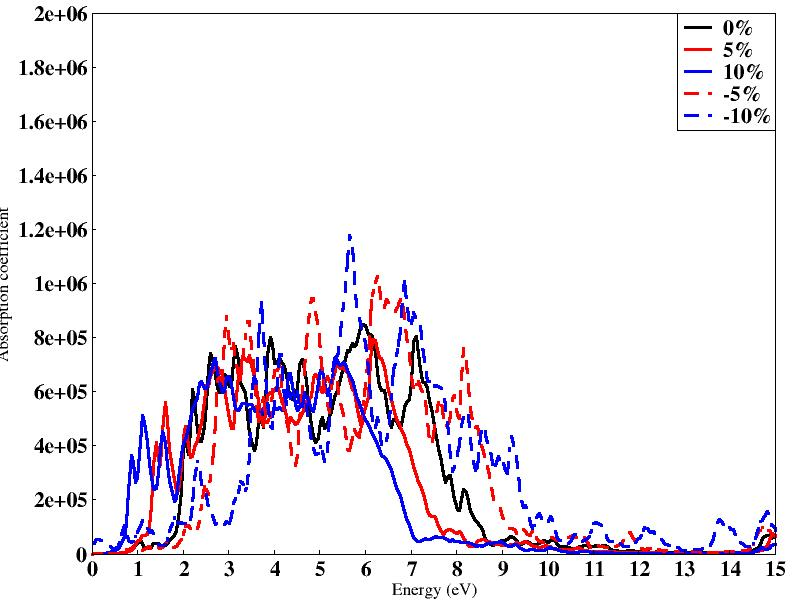 2e+06
1.8e+06
1.6e+06
1.4e+06
1.2e+06
1e+06
8e+05
6e+05
4e+05
2e+05
0
Absorption coefficient
0 1 2 3 4 5 6 7 8 9 10 11 12 13 14 15
Energy (eV)
0%
5%
10%
-5%
-10%